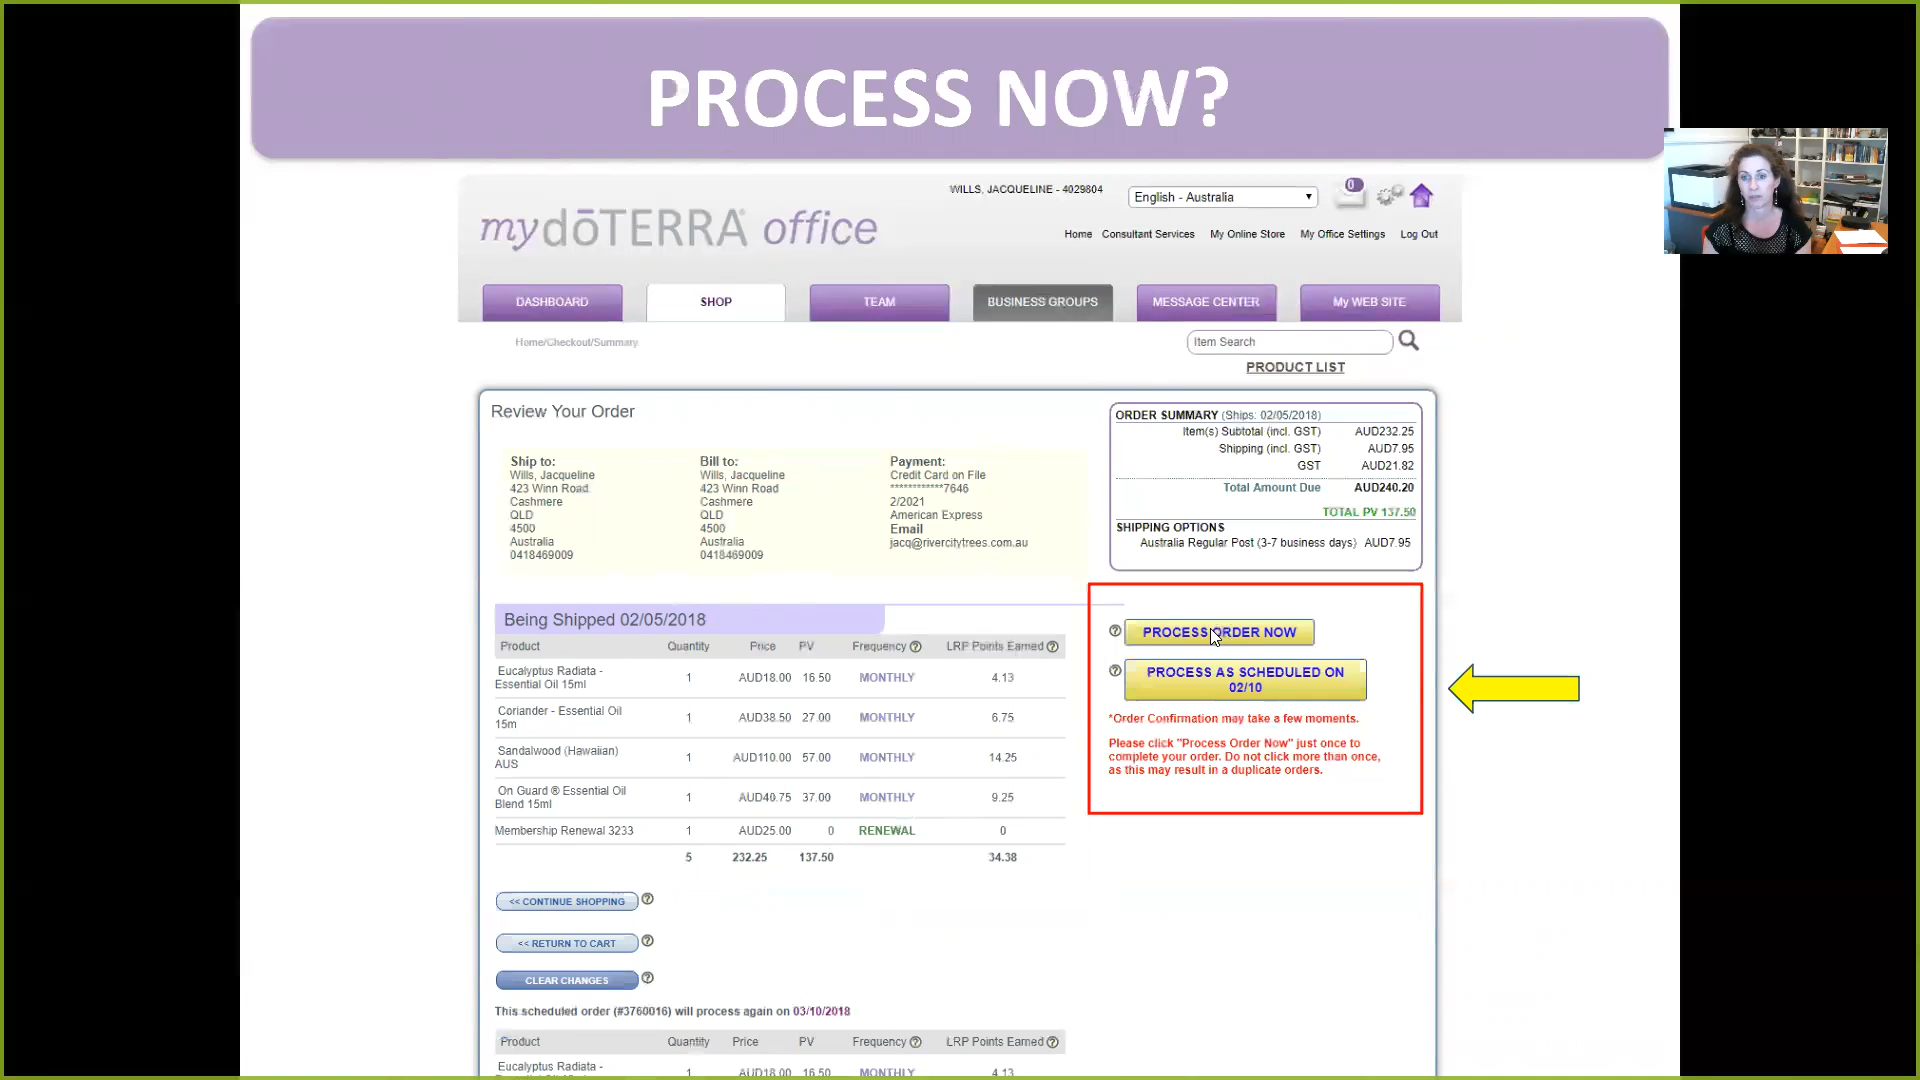 PROCESS NOW?
WILLS, JACQUELINE - 4029804
English - Australia
0
my dōTERRA office
Home Consultant Services My Online Store My Office Settings Log Out
DASHBOARD SHOP TEAM BUSINESS GROUPS MESSAGE CENTER My WEB SITE
Home/Checkout/Summary
Item Search
PRODUCT LIST
Review Your Order
ORDER SUMMARY (Ships: 02/05/2018)
Item(s) Subtotal (incl. GST) AUD232.25
Shipping (incl. GST) AUD7.95
GST AUD21.82
Total Amount Due AUD240.20
TOTAL PV 137.50
SHIPPING OPTIONS
Australia Regular Post (3-7 business days) AUD7.95
Ship to: Bill to: Payment:
Wills, Jacqueline Wills, Jacqueline Credit Card on File
423 Winn Road 423 Winn Road ************7646
Cashmere Cashmere 2/2021
QLD QLD American Express
4500 4500 Email
Australia Australia jacq@rivercitytrees.com.au
0418469009 0418469009
Being Shipped 02/05/2018
Product Quantity Price PV Frequency ? LRP Points Earned ?
Eucalyptus Radiata -
Essential Oil 15ml 1 AUD18.00 16.50 MONTHLY 4.13
Coriander - Essential Oil
15m 1 AUD38.50 27.00 MONTHLY 6.75
Sandalwood (Hawaiian)
AUS 1 AUD110.00 57.00 MONTHLY 14.25
On Guard ® Essential Oil
Blend 15ml 1 AUD40.75 37.00 MONTHLY 9.25
Membership Renewal 3233 1 AUD25.00 0 RENEWAL 0
5 232.25 137.50 34.38
? PROCESS ORDER NOW
? PROCESS AS SCHEDULED ON
02/10
*Order Confirmation may take a few moments.
Please click "Process Order Now" just once to
complete your order. Do not click more than once,
as this may result in a duplicate orders.
<< CONTINUE SHOPPING ?
<< RETURN TO CART ?
CLEAR CHANGES ?
This scheduled order (#3760016) will process again on 03/10/2018
Product Quantity Price PV Frequency ? LRP Points Earned ?
Eucalyptus Radiata -
1 AUD18.00 16.50 MONTHLY 4.13